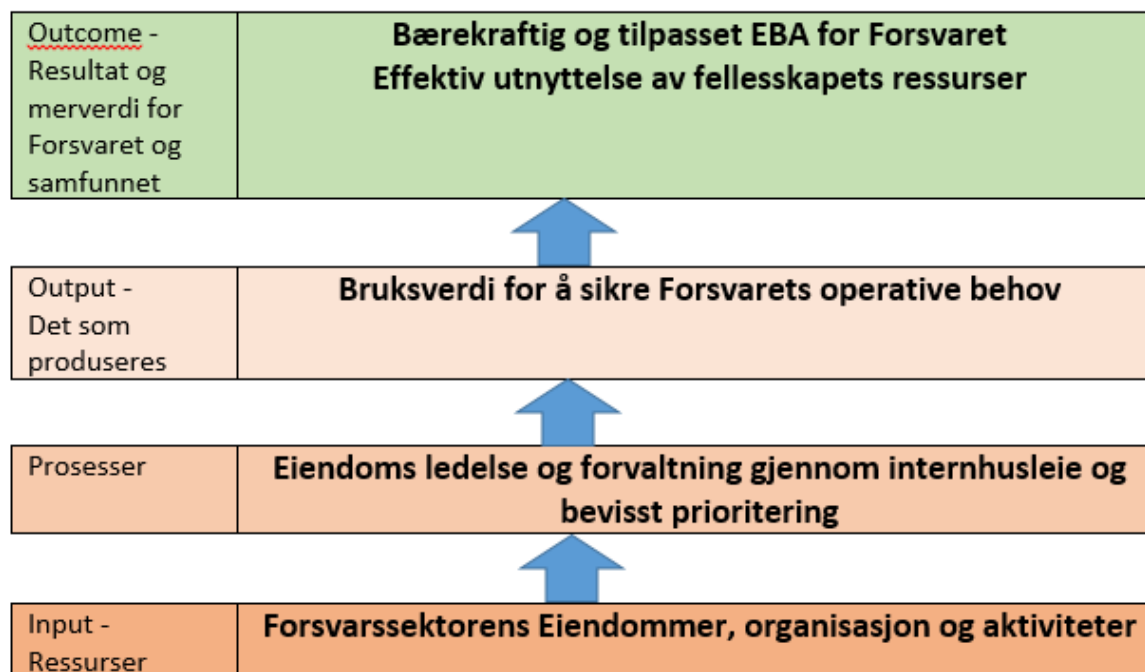 Outcome -
Resultat og
merverdi for
Forsvaret og
samfunnet
Bærekraftig og tilpasset EBA for Forsvaret
Effektiv utnyttelse av fellesskapets ressurser
Output -
Det som
produseres
Bruksverdi for å sikre Forsvarets operative behov
Prosesser
Eiendoms ledelse og forvaltning gjennom internhusleie og
bevisst prioritering
Input -
Ressurser
Forsvarssektorens Eiendommer, organisasjon og aktiviteter